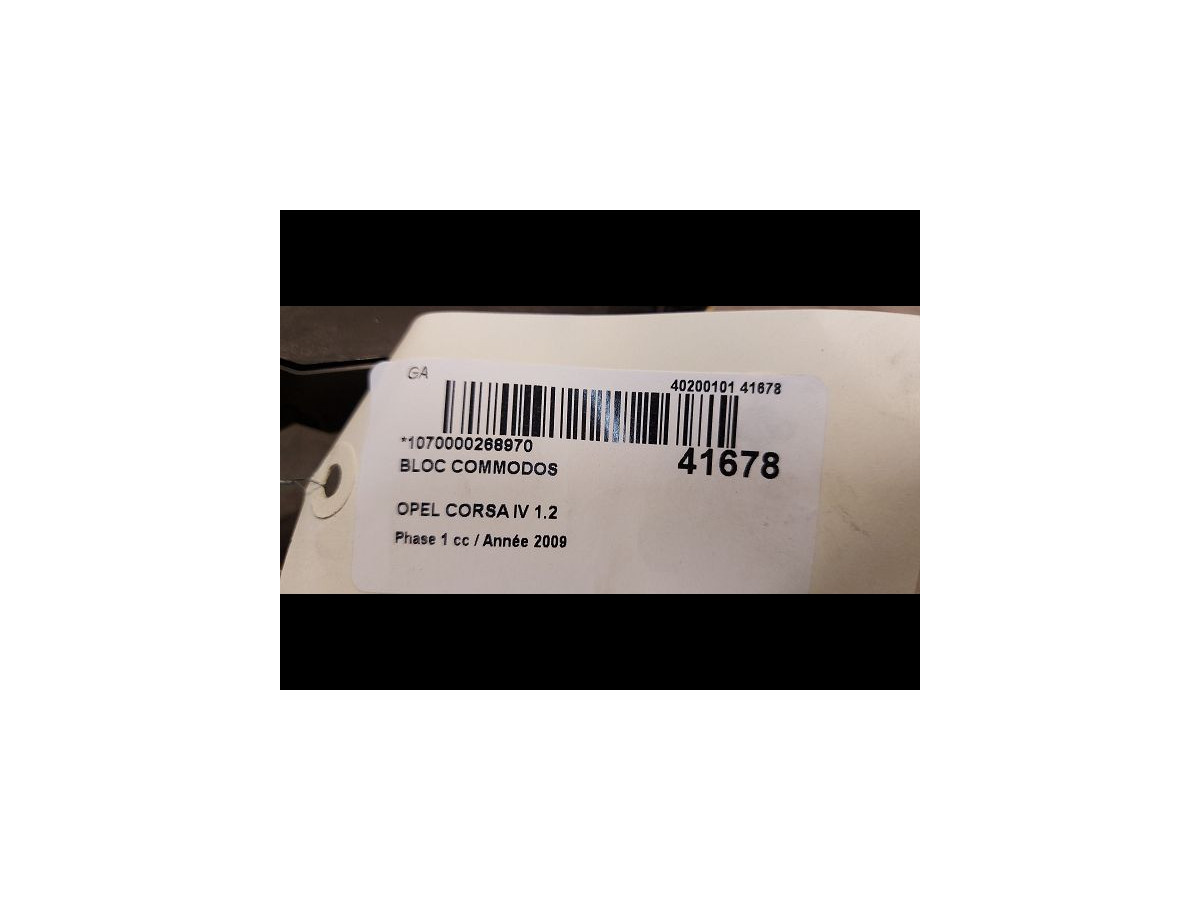 GA
40200101 41678
*1070000268970
41678
BLOC COMMODOS
OPEL CORSA IV 1.2
Phase 1 cc / Année 2009